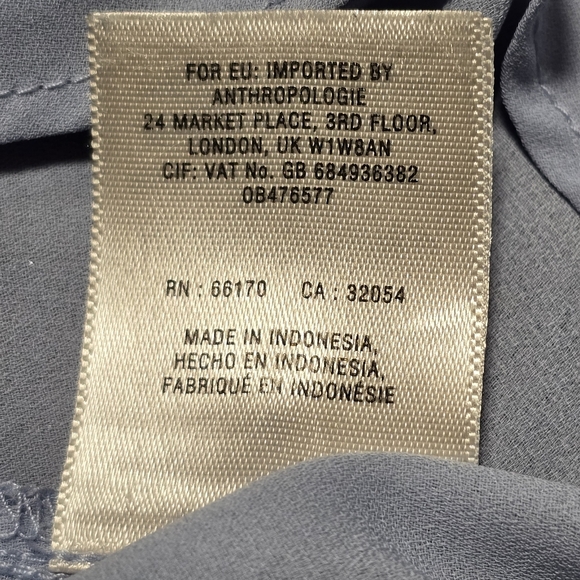 FOR EU: IMPORTED BY
ANTHROPOLOGIE
24 MARKET PLACE, 3RD FLOOR,
LONDON, UK W1W8AN
CIF: VAT No. GB 684936382
0B476577
RN : 66170 CA : 32054
MADE IN INDONESIA,
HECHO EN INDONESIA,
FABRIQUÉ EN INDONÉSIE